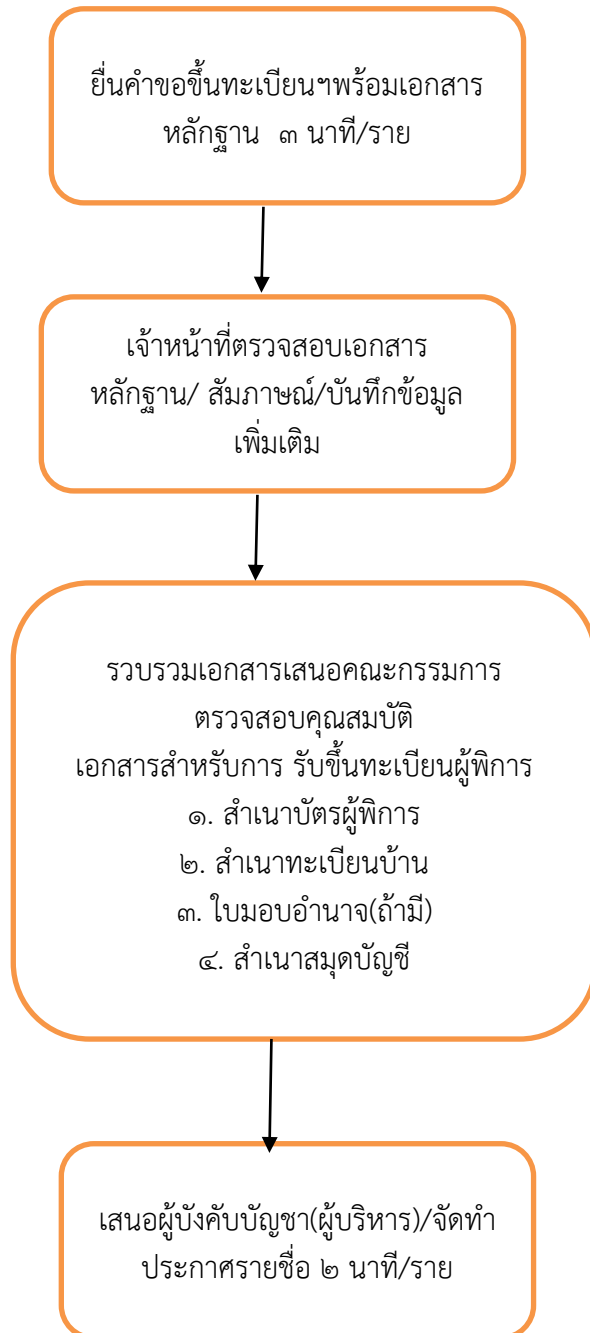 ยื่นคำขอขึ้นทะเบียนฯพร้อมเอกสาร
หลักฐาน ๓ นาที/ราย
เจ้าหน้าที่ตรวจสอบเอกสาร
หลักฐาน/ สัมภาษณ์/บันทึกข้อมูล
เพิ่มเติม
รวบรวมเอกสารเสนอคณะกรรมการ
ตรวจสอบคุณสมบัติ
เอกสารสำหรับการ รับขึ้นทะเบียนผู้พิการ
๑. สำเนาบัตรผู้พิการ
๒. สำเนาทะเบียนบ้าน
๓. ใบมอบอำนาจ(ถ้ามี)
๔. สำเนาสมุดบัญชี
เสนอผู้บังคับบัญชา(ผู้บริหาร)/จัดทำ
ประกาศรายชื่อ ๒ นาที/ราย